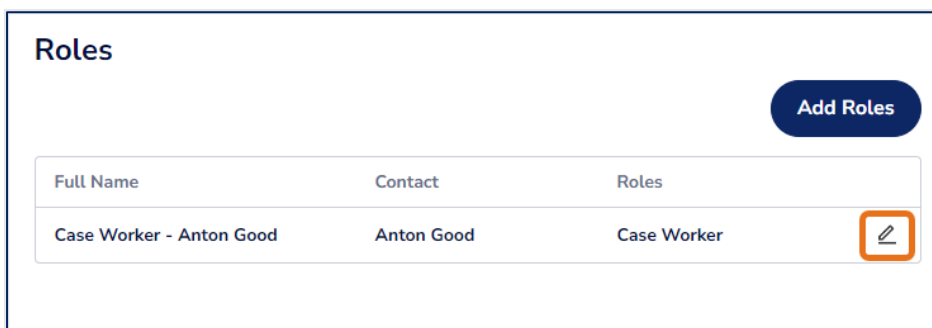 Roles
Add Roles
Full Name Contact Roles
Case Worker - Anton Good Anton Good Case Worker